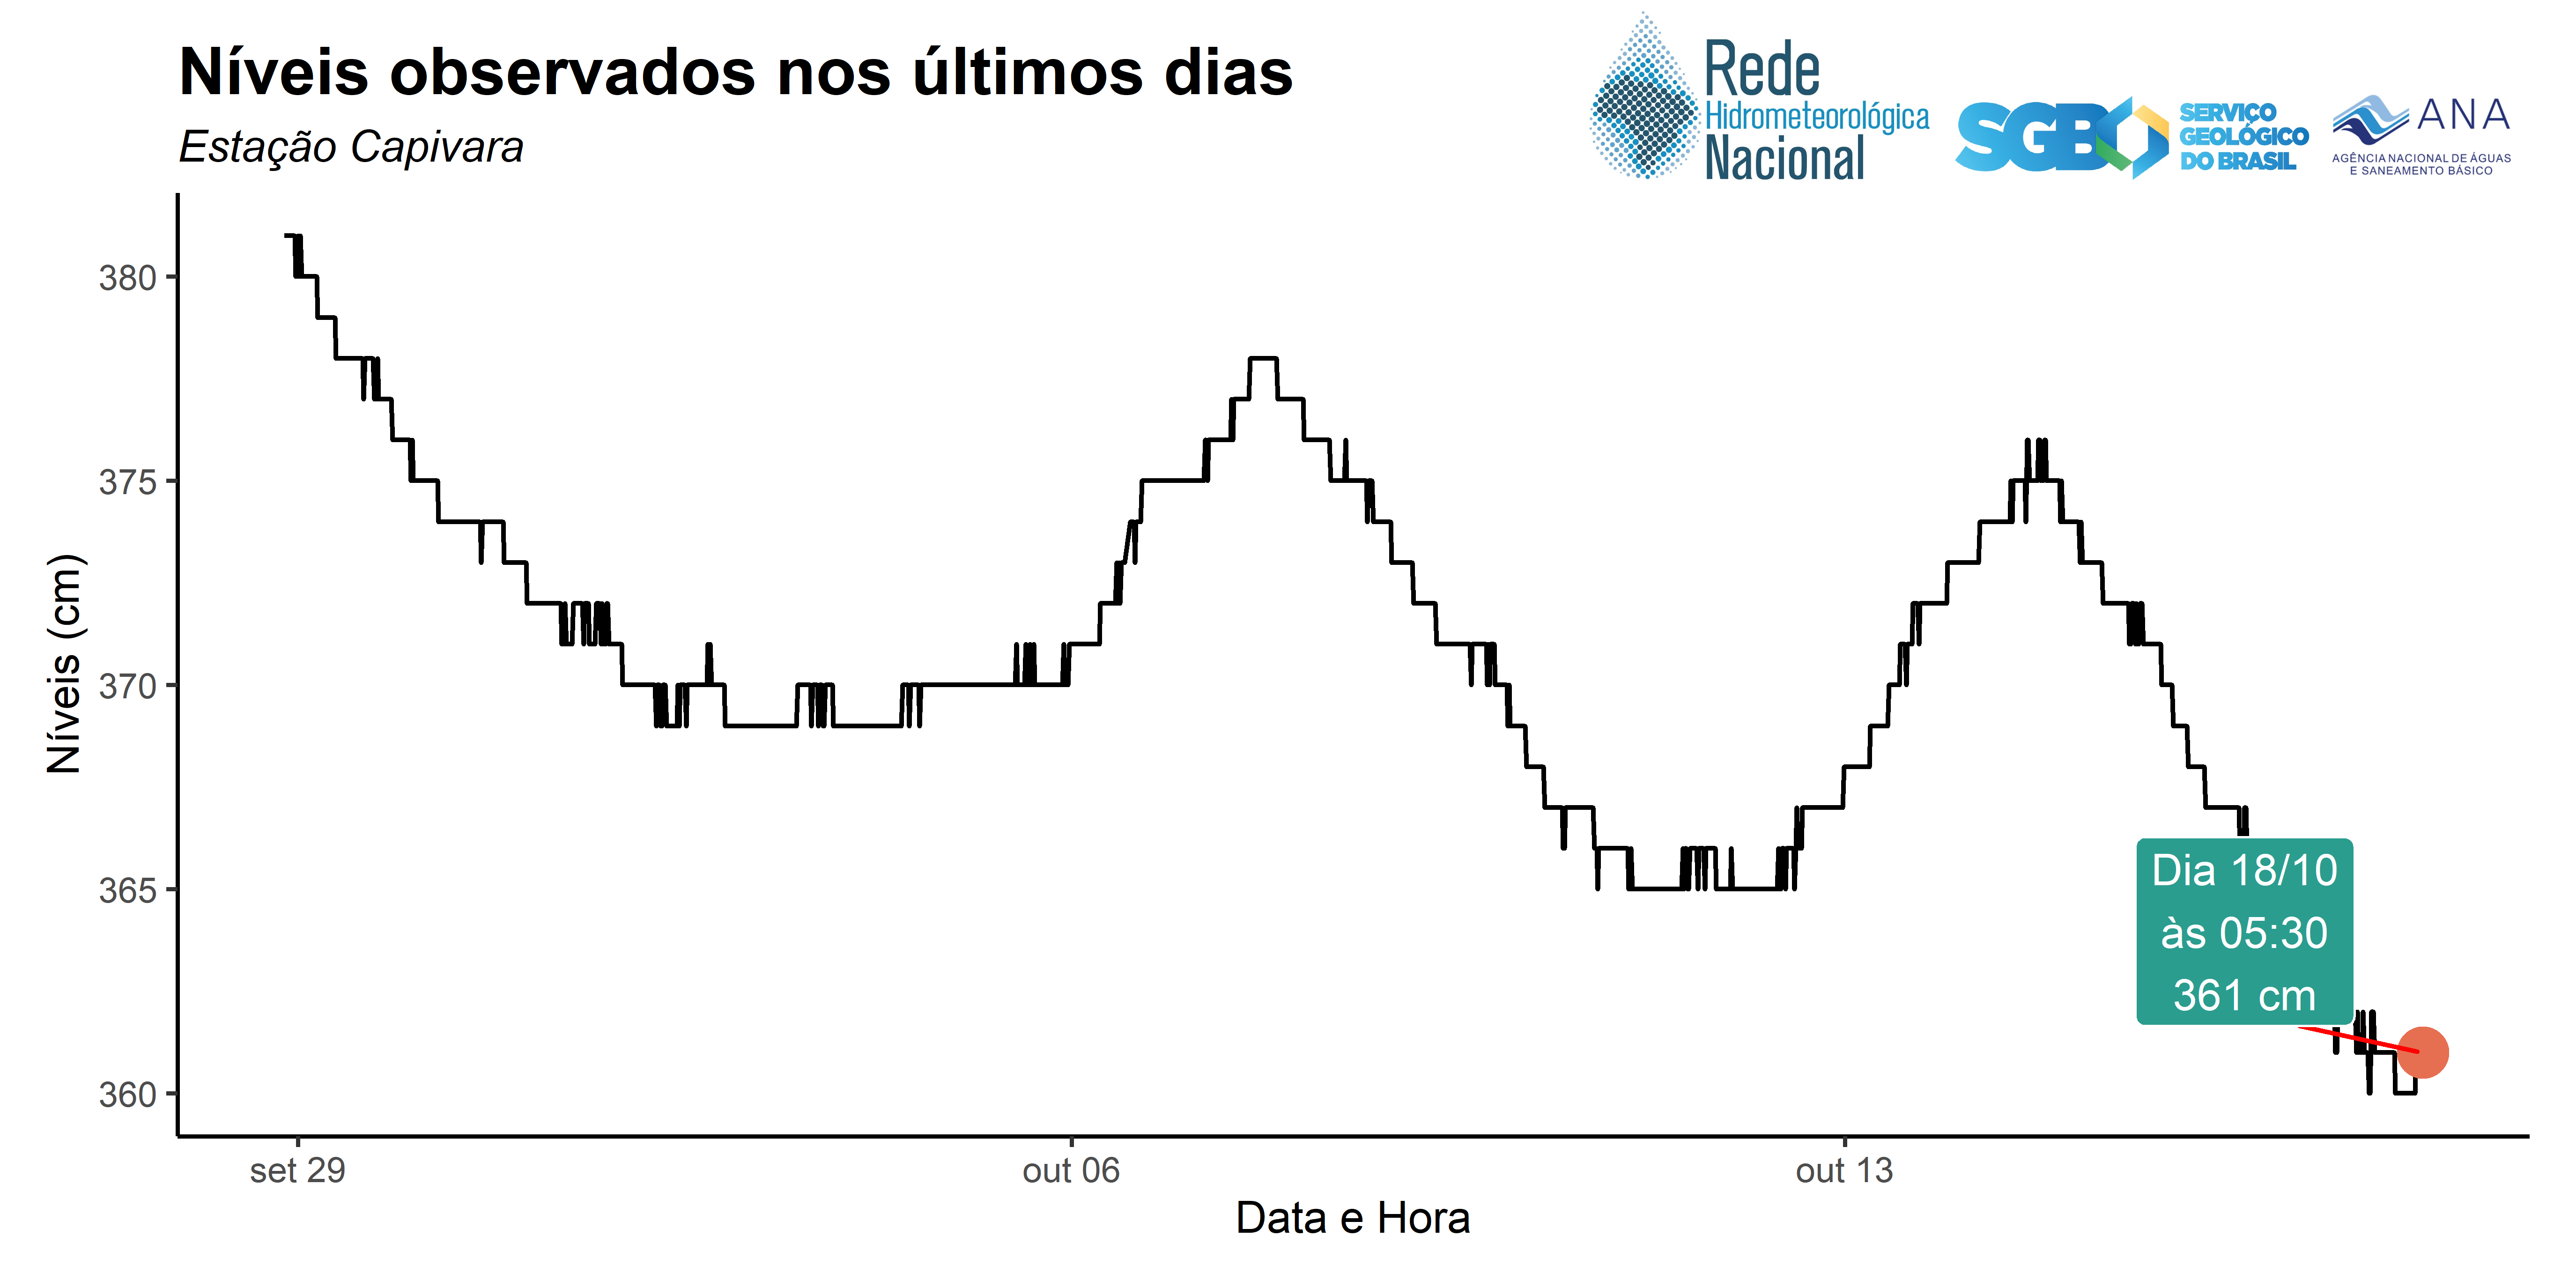 Níveis observados nos últimos dias
Estação Capivara
Rede
Hidrometeorológica
Nacional
SGB
SERVIÇO
GEOLÓGICO
DO BRASIL
ANA
AGÊNCIA NACIONAL DE ÁGUAS
E SANEAMENTO BÁSICO
Níveis (cm)
380
375
370
365
360
Dia 18/10
às 05:30
361 cm
set 29
out 06
out 13
Data e Hora